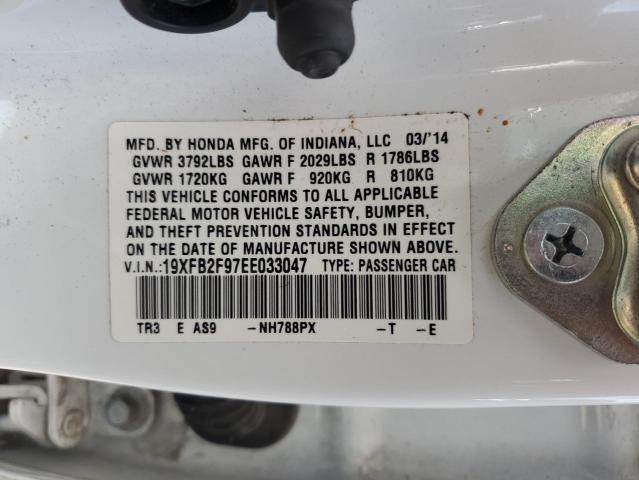 MFD. BY HONDA MFG. OF INDIANA, LLC 03/'14
GVWR 3792LBS GAWR F 2029LBS R 1786LBS
GVWR 1720KG GAWR F 920KG R 810KG
THIS VEHICLE CONFORMS TO ALL APPLICABLE
FEDERAL MOTOR VEHICLE SAFETY, BUMPER,
AND THEFT PREVENTION STANDARDS IN EFFECT
ON THE DATE OF MANUFACTURE SHOWN ABOVE.
V.I.N.:19XFB2F97EE033047 TYPE: PASSENGER CAR
TR3 E AS9 -NH788PX -T -E